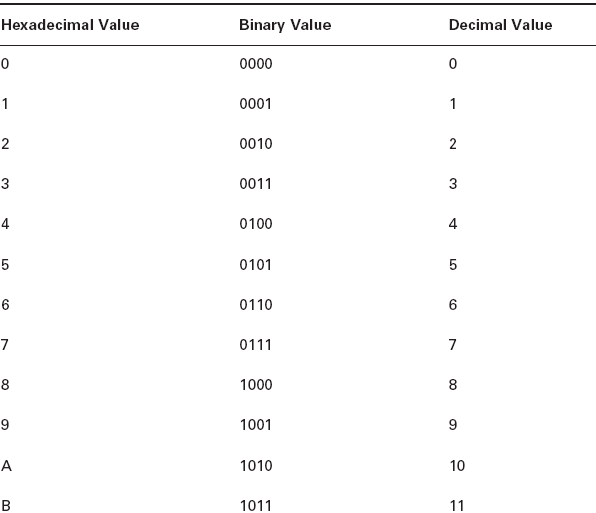 Hexadecimal Value Binary Value Decimal Value
0 0000 0
1 0001 1
2 0010 2
3 0011 3
4 0100 4
5 0101 5
6 0110 6
7 0111 7
8 1000 8
9 1001 9
A 1010 10
B 1011 11